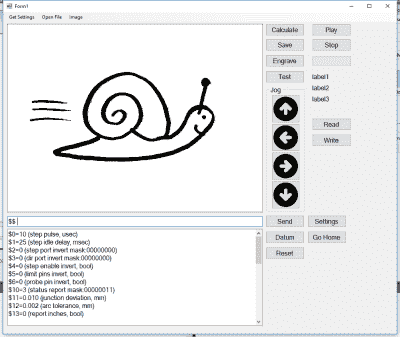 Form1
Get Settings Open File Image
Calculate Play
Save Stop
Engrave
Test label1
Jog label2
label3
Read
Write
$$
Send Settings
Datum Go Home
Reset
$0=10 (step pulse, usec)
$1=25 (step idle delay, msec)
$2=0 (step port invert mask:00000000)
$3=0 (dir port invert mask:00000000)
$4=0 (step enable invert, bool)
$5=0 (limit pins invert, bool)
$6=0 (probe pin invert, bool)
$10=3 (status report mask:00000011)
$11=0.010 (junction deviation, mm)
$12=0.002 (arc tolerance, mm)
$13=0 (report inches, bool)